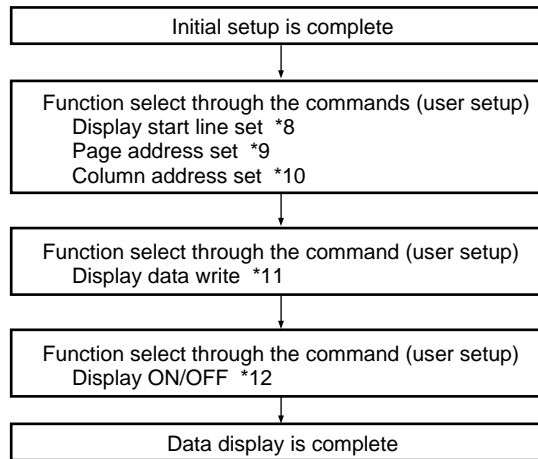 Initial setup is complete
Function select through the commands (user setup)
Display start line set *8
Page address set *9
Column address set *10
Function select through the command (user setup)
Display data write *11
Function select through the command (user setup)
Display ON/OFF *12
Data display is complete